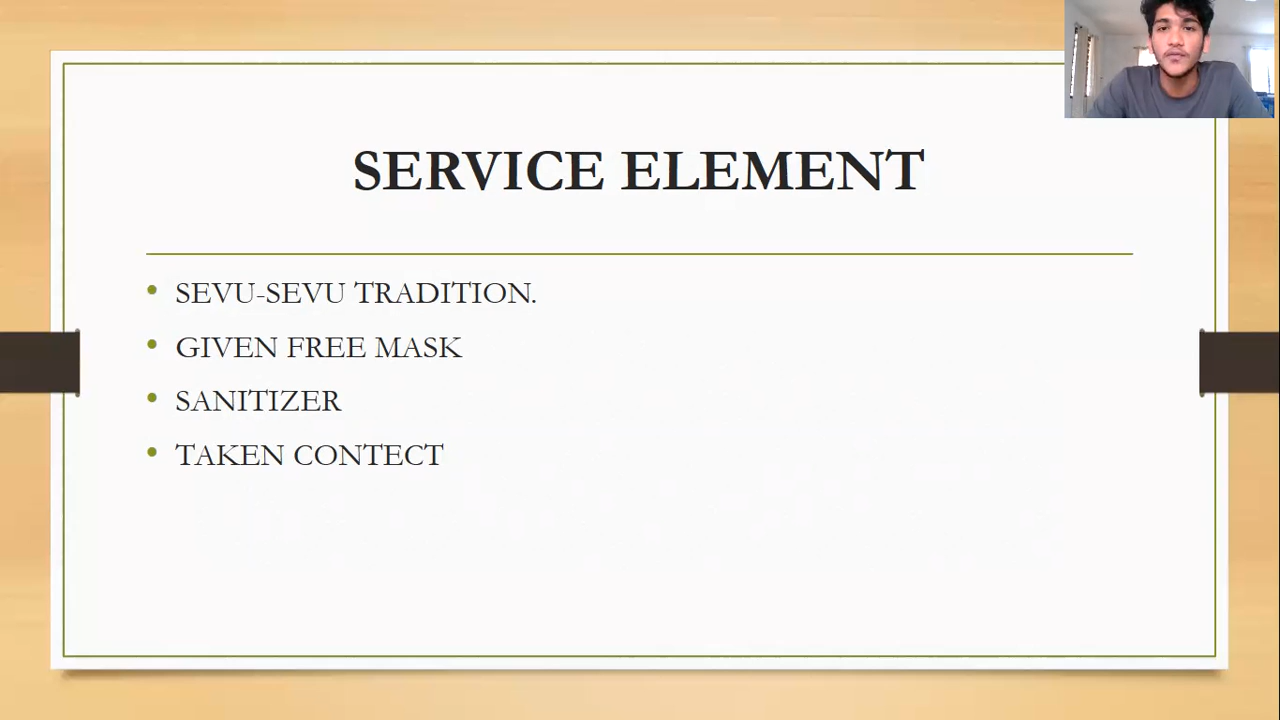 SERVICE ELEMENT
SEVU-SEVU TRADITION.
GIVEN FREE MASK
SANITIZER
TAKEN CONTECT